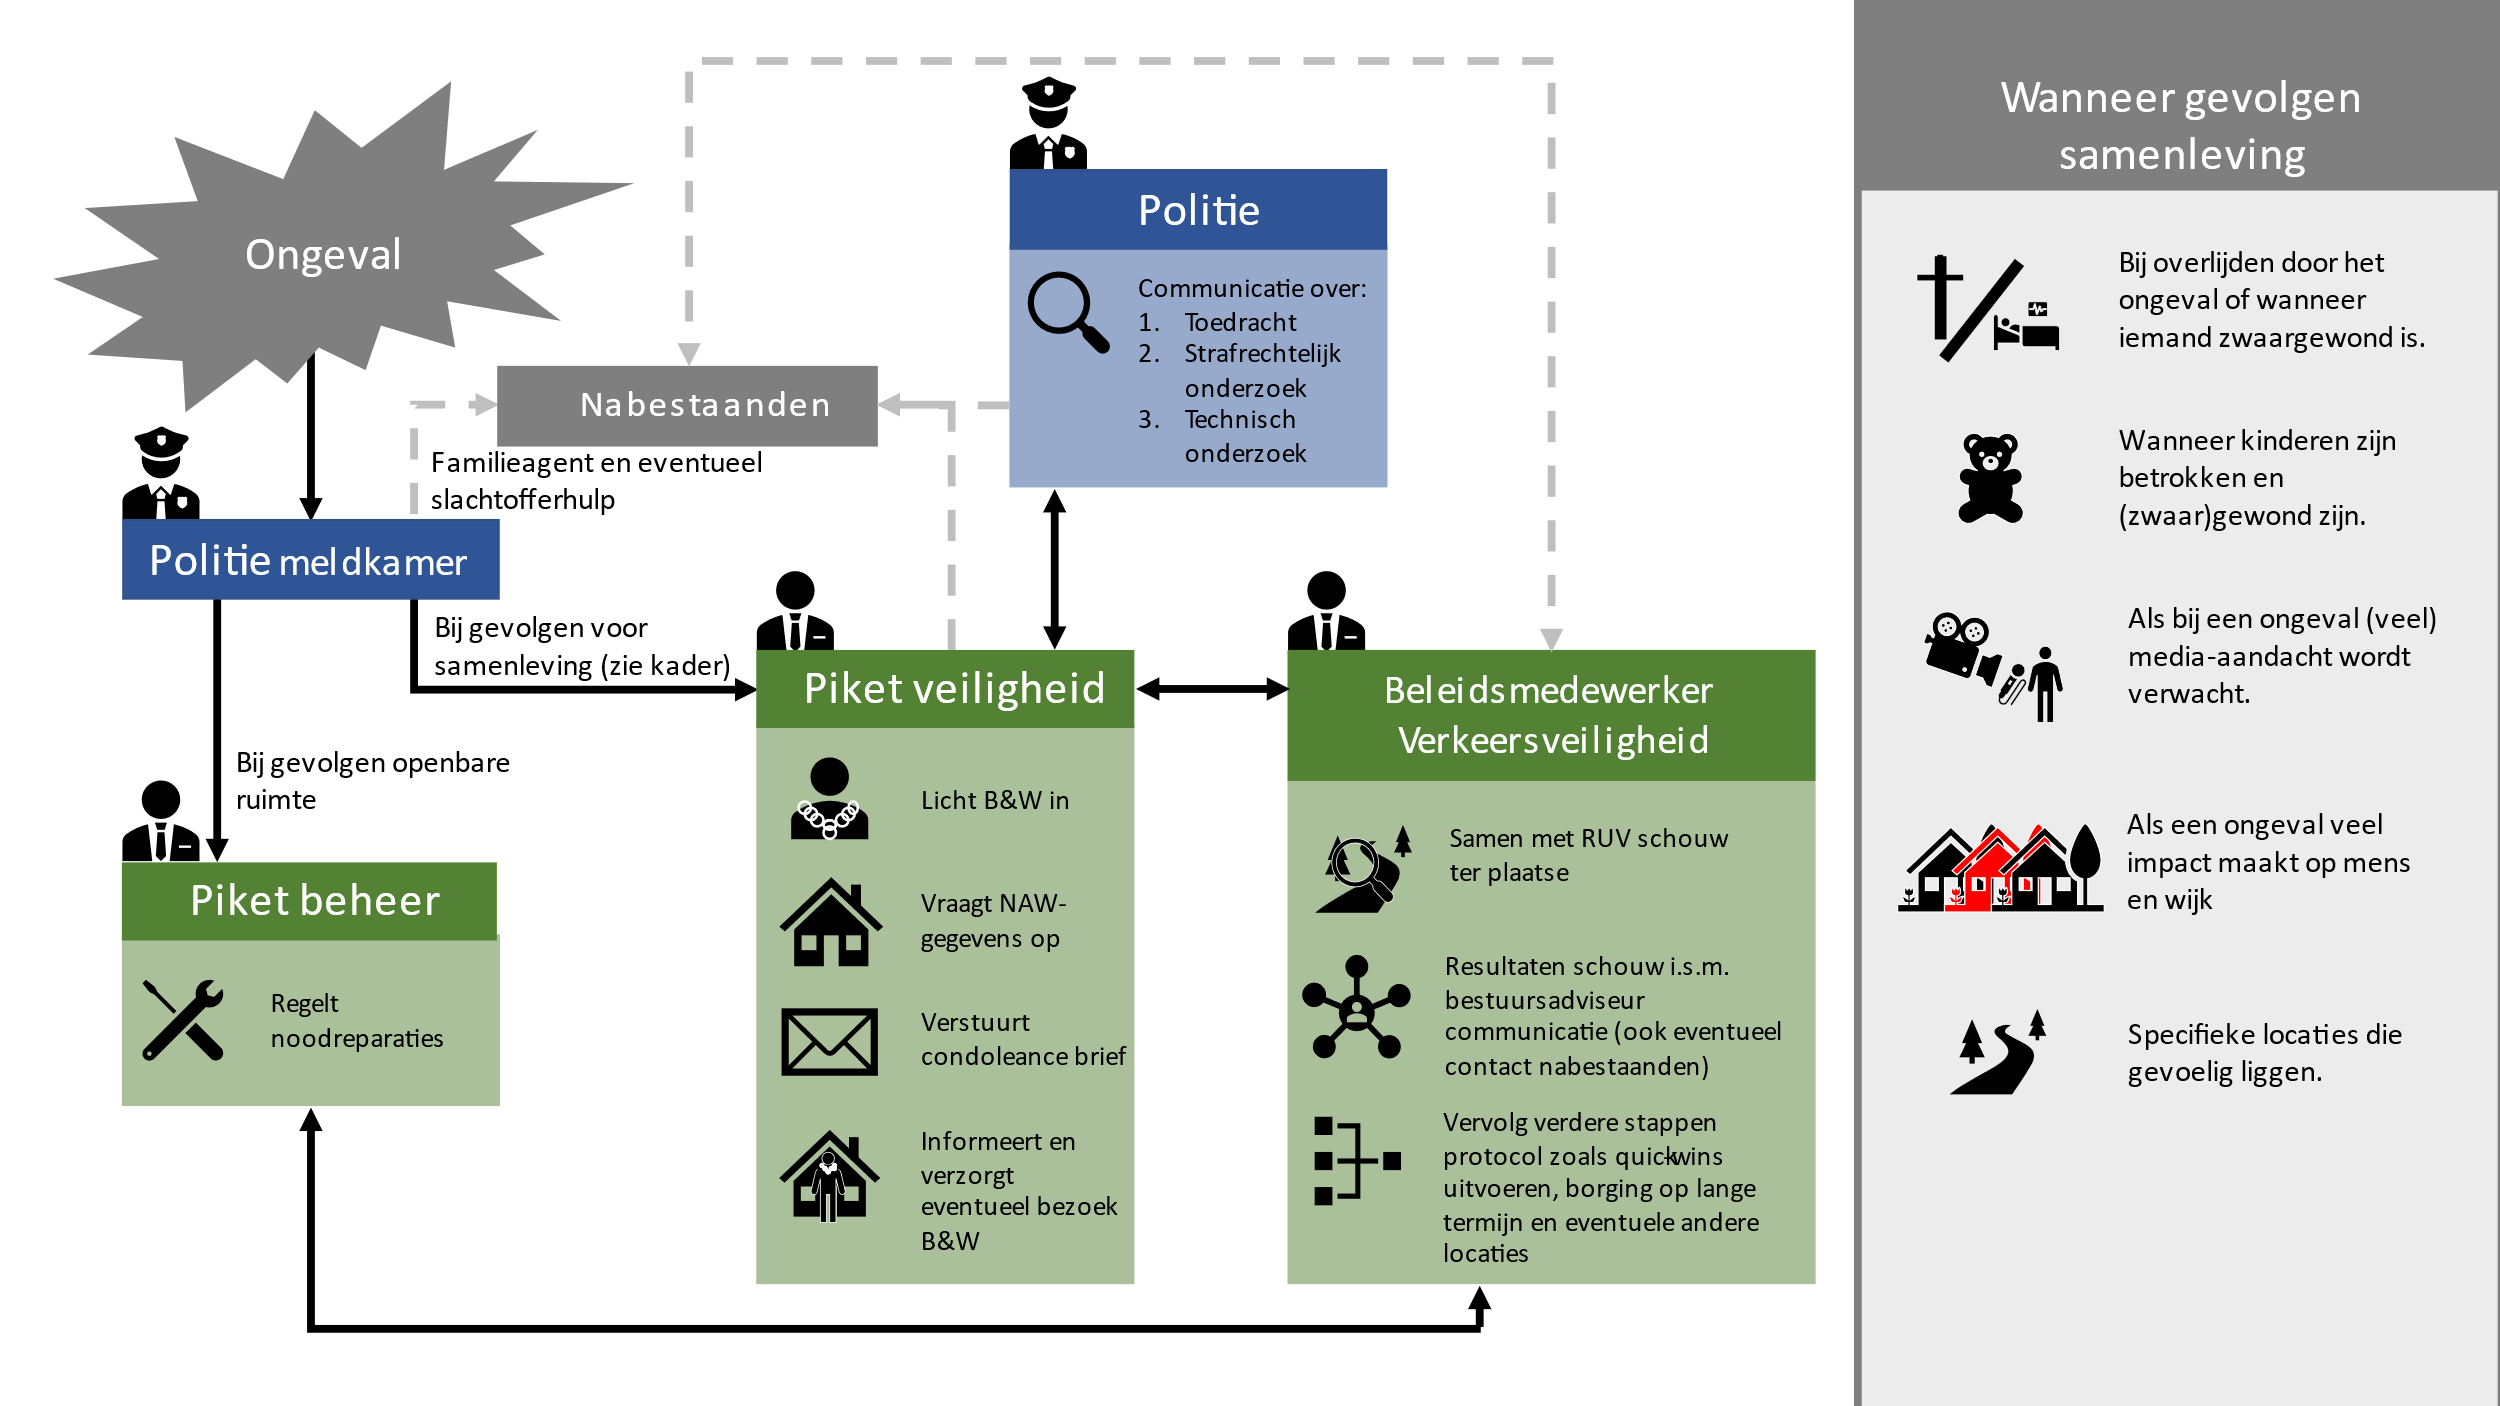 Ongeval
Politie
Communicatie over:
1. Toedracht
2. Strafrechtelijk
onderzoek
3. Technisch
onderzoek
Nabestaanden
Familieagent en eventueel
slachtofferhulp
Politie meldkamer
Bij gevolgen voor
samenleving (zie kader)
Bij gevolgen openbare
ruimte
Piket beheer
Regelt
noodreparaties
Piket veiligheid
Licht B&W in
Vraagt NAW-
gegevens op
Verstuurt
condoleance brief
Informeert en
verzorgt
eventueel bezoek
B&W
Beleidsmedewerker
Verkeersveiligheid
Samen met RUV schouw
ter plaatse
Resultaten schouw i.s.m.
bestuursadviseur
communicatie (ook eventueel
contact nabestaanden)
Vervolg verdere stappen
protocol zoals quick-wins
uitvoeren, borging op lange
termijn en eventuele andere
locaties
Wanneer gevolgen
samenleving
Bij overlijden door het
ongeval of wanneer
iemand zwaargewond is.
Wanneer kinderen zijn
betrokken en
(zwaar)gewond zijn.
Als bij een ongeval (veel)
media-aandacht wordt
verwacht.
Als een ongeval veel
impact maakt op mens
en wijk
Specifieke locaties die
gevoelig liggen.